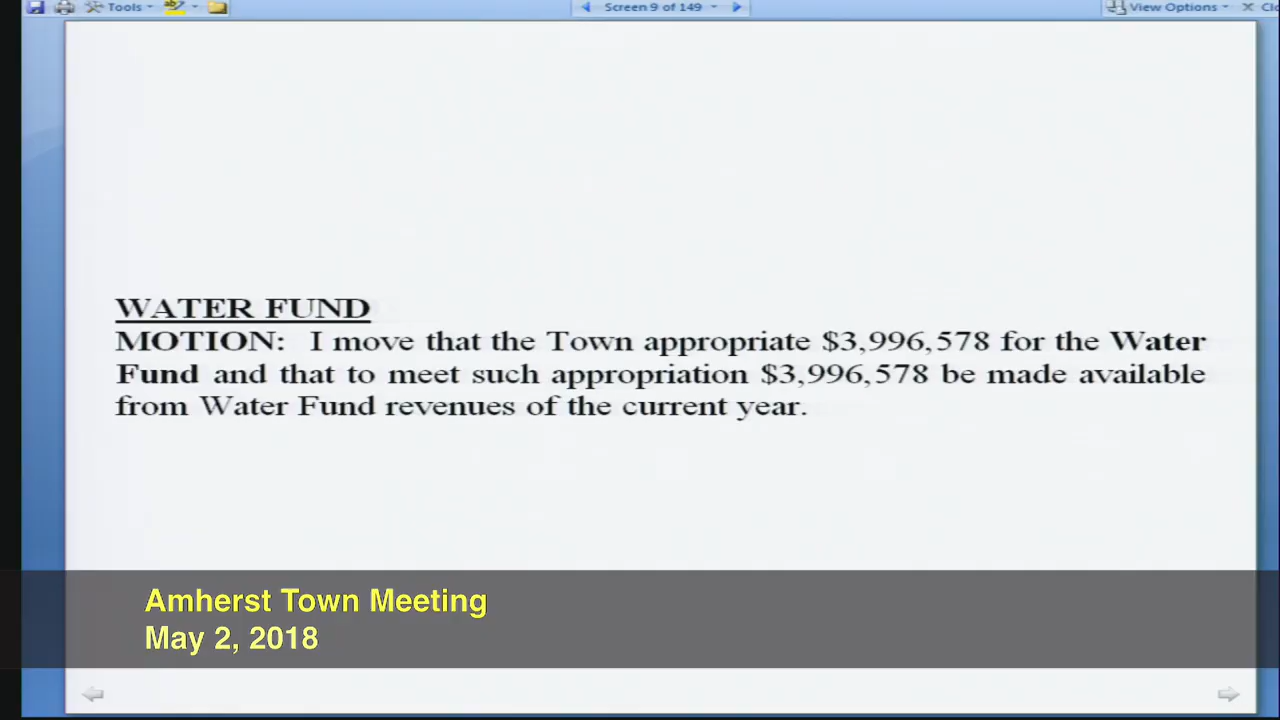 Tools
Screen 9 of 149
View Options
Clo
WATER FUND
MOTION: I move that the Town appropriate $3,996,578 for the Water
Fund and that to meet such appropriation $3,996,578 be made available
from Water Fund revenues of the current year.
Amherst Town Meeting
May 2, 2018